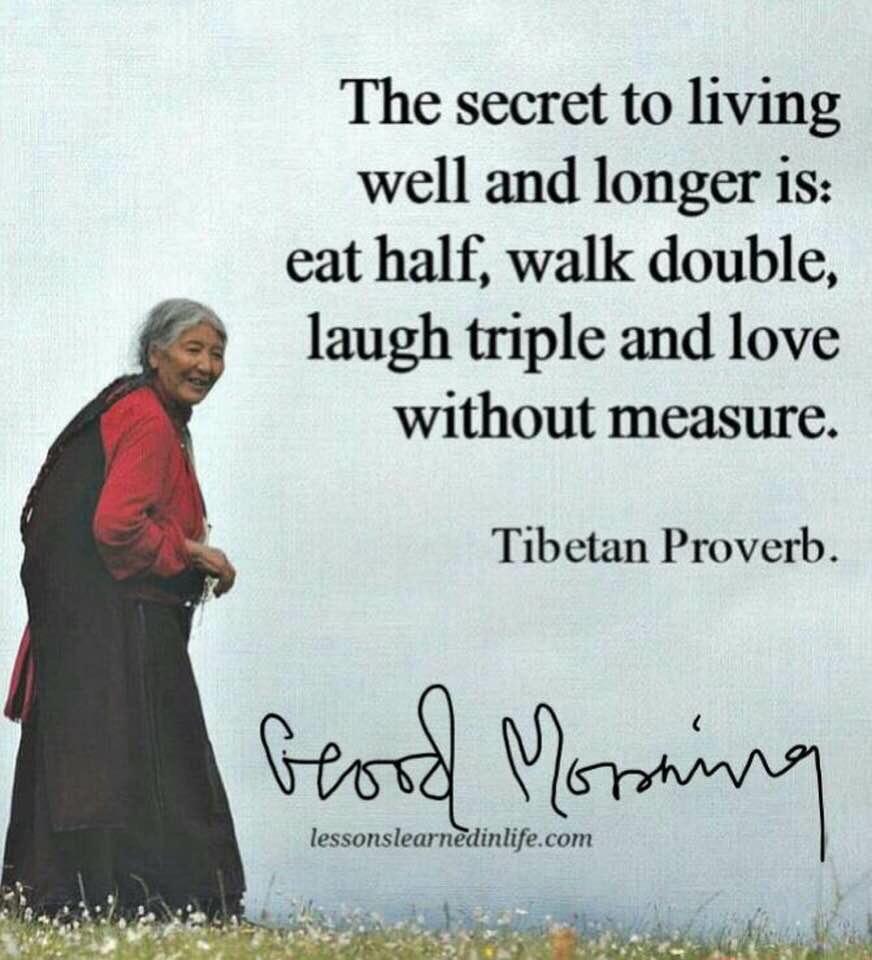 The secret to living
well and longer is:
eat half, walk double,
laugh triple and love
without measure.
Tibetan Proverb.
Good Morning
lessonslearnedinlife.com